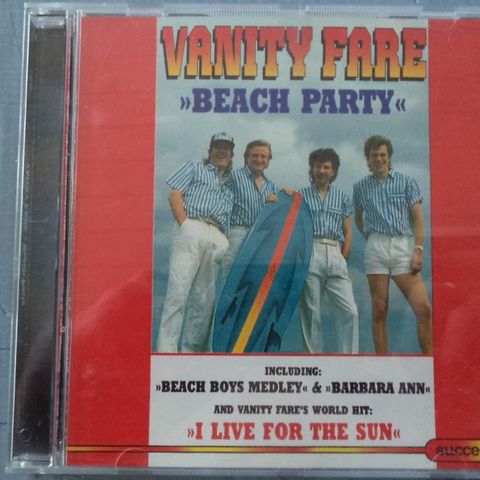 VANITY FARE
»BEACH PARTY«
INCLUDING:
»BEACH BOYS MEDLEY« & »BARBARA ANN«
AND VANITY FARE'S WORLD HIT:
»I LIVE FOR THE SUN«
succe